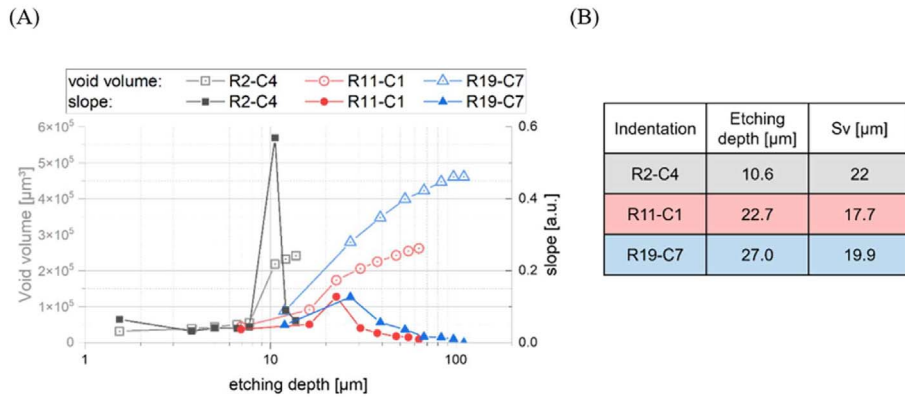 (A)
(B)
void volume: R2-C4 R11-C1 R19-C7
slope: R2-C4 R11-C1 R19-C7
6×10⁵
5×10⁵
4×10⁵
3×10⁵
2×10⁵
1×10⁵
0
Void volume [µm³]
0.6
0.4
0.2
0.0
slope [a.u.]
1 10 100
etching depth [µm]
Indentation Etching depth [µm] Sv [µm]
R2-C4 10.6 22
R11-C1 22.7 17.7
R19-C7 27.0 19.9